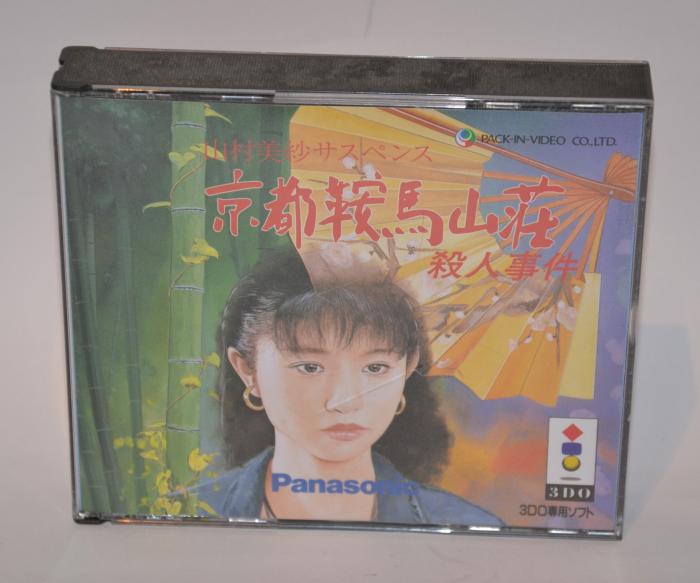 山村美紗サスペンス
PACK-IN-VIDEO CO.,LTD.
京都鞍馬山荘
殺人事件
Panasonic
3DO
3DO専用ソフト